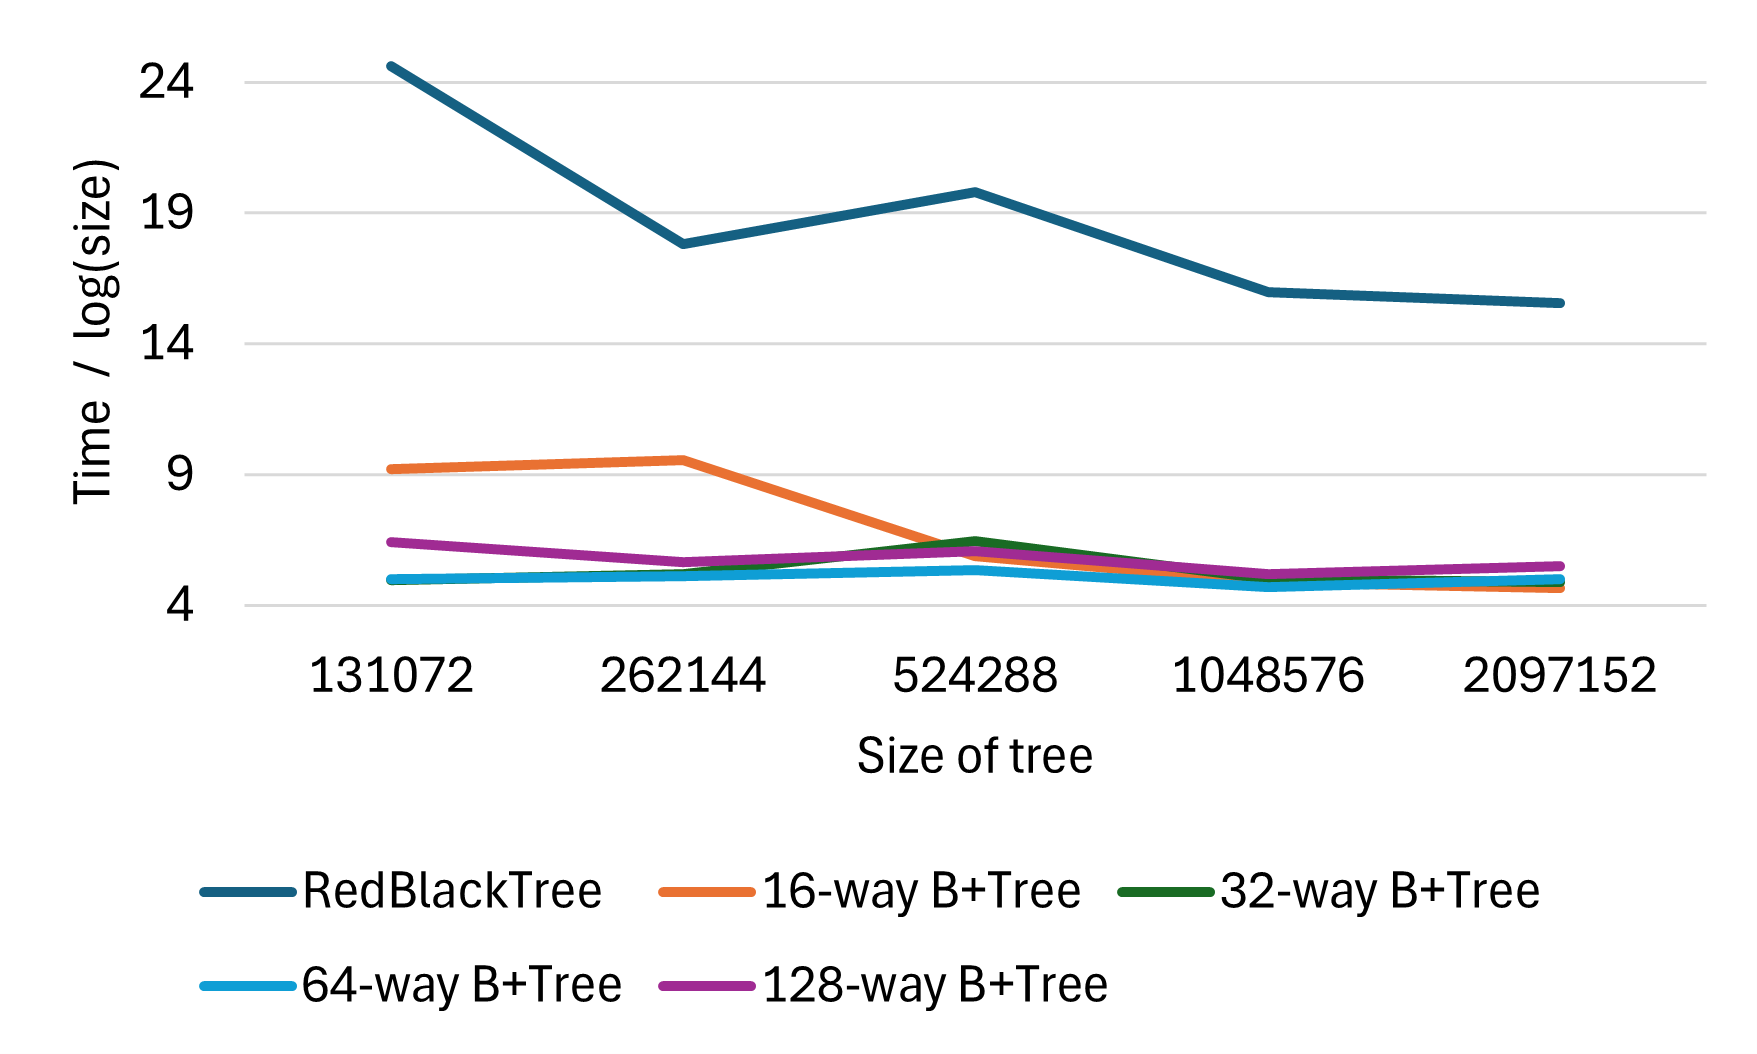 24
19
14
9
4
Time / log(size)
131072 262144 524288 1048576 2097152
Size of tree
RedBlackTree 16-way B+Tree 32-way B+Tree
64-way B+Tree 128-way B+Tree